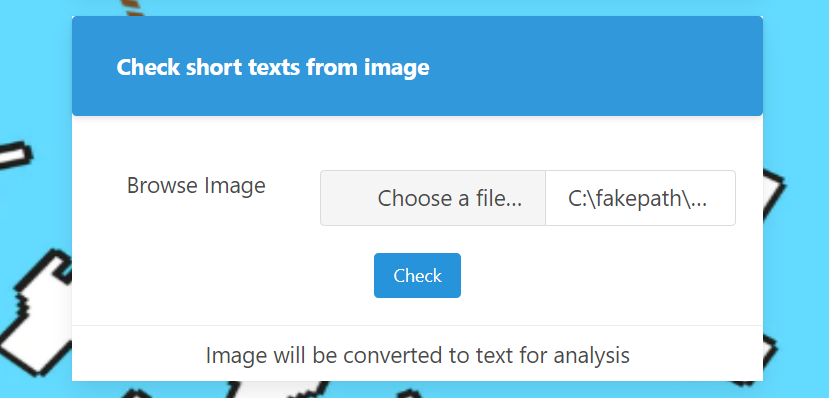 Check short texts from image
Browse Image
Choose a file...
C:\fakepath\...
Check
Image will be converted to text for analysis